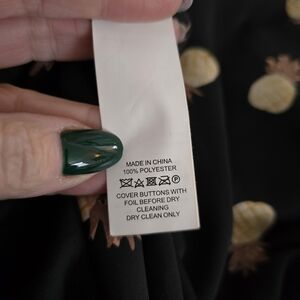 MADE IN CHINA
100% POLYESTER
COVER BUTTONS WITH
FOIL BEFORE DRY
CLEANING
DRY CLEAN ONLY